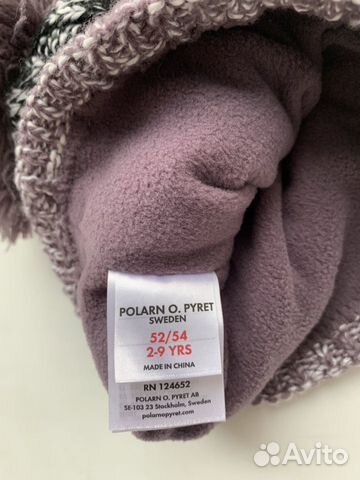 POLARN O. PYRET
SWEDEN
52/54
2-9 YRS
MADE IN CHINA
RN 124652
POLARN O. PYRET AB
SE-103 23 Stockholm, Sweden
polarnopyret.com
Avito